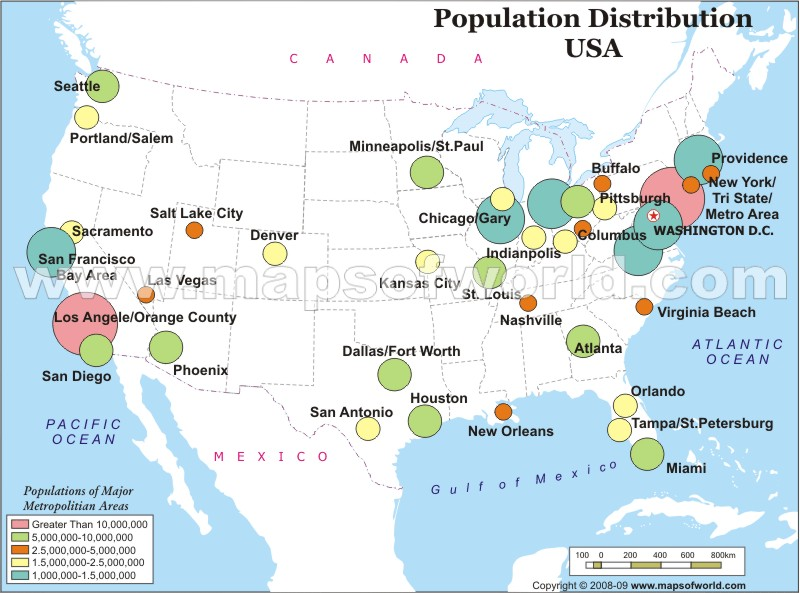 Population Distribution
USA
CANADA
Seattle
Portland/Salem
Minneapolis/St.Paul
Buffalo
Providence
Pittsburgh
New York/
Tri State/
Metro Area
Salt Lake City
Chicago/Gary
Sacramento
Denver
Columbus
WASHINGTON D.C.
Indianpolis
San Francisco
Bay Area
www.mapsofworld.com
Las Vegas
Kansas City
St. Louis
Nashville
Virginia Beach
Los Angele/Orange County
ATLANTIC
OCEAN
Dallas/Fort Worth
Atlanta
San Diego
Phoenix
Houston
Orlando
San Antonio
PACIFIC
OCEAN
New Orleans
Tampa/St.Petersburg
MEXICO
Gulf of Mexico
Miami
Populations of Major
Metropolitian Areas
Greater Than 10,000,000
5,000,000-10,000,000
2.5,000,000-5,000,000
1.5,000,000-2.5,000,000
1,000,000-1.5,000,000
100 0 200 400 600 800km
Copyright © 2008-09 www.mapsofworld.com